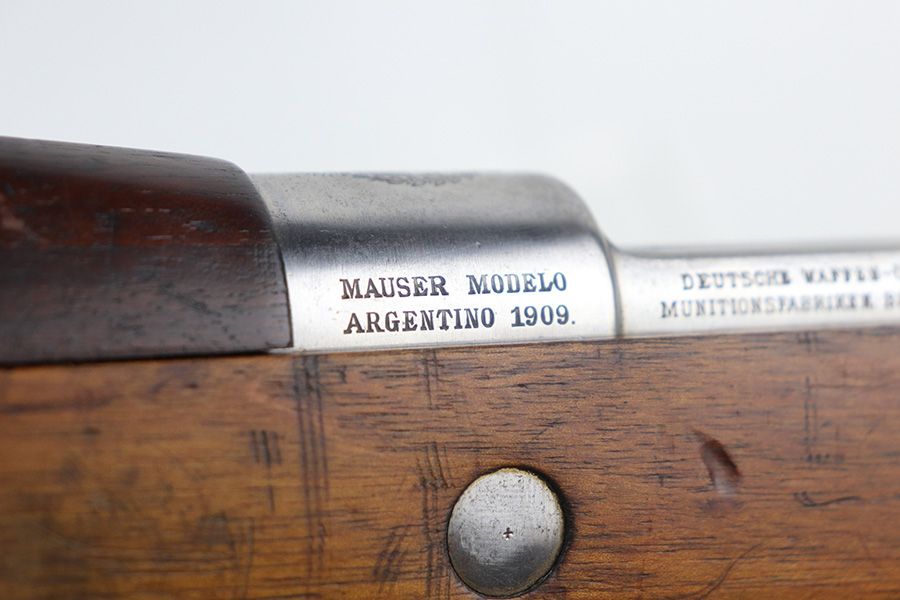 MAUSER MODELO
ARGENTINO 1909.
DEUTSCHE WAFFEN-
MUNITIONSFABRIKEN